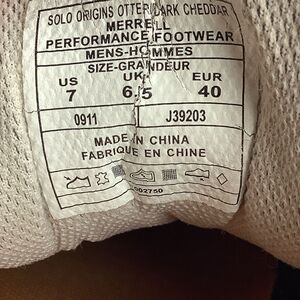 SOLO ORIGINS OTTER/DARK CHEDDAR
MERRELL
PERFORMANCE FOOTWEAR
MENS-HOMMES
SIZE-GRANDEUR
US UK EUR
7 6.5 40
0911 J39203
MADE IN CHINA
FABRIQUE EN CHINE